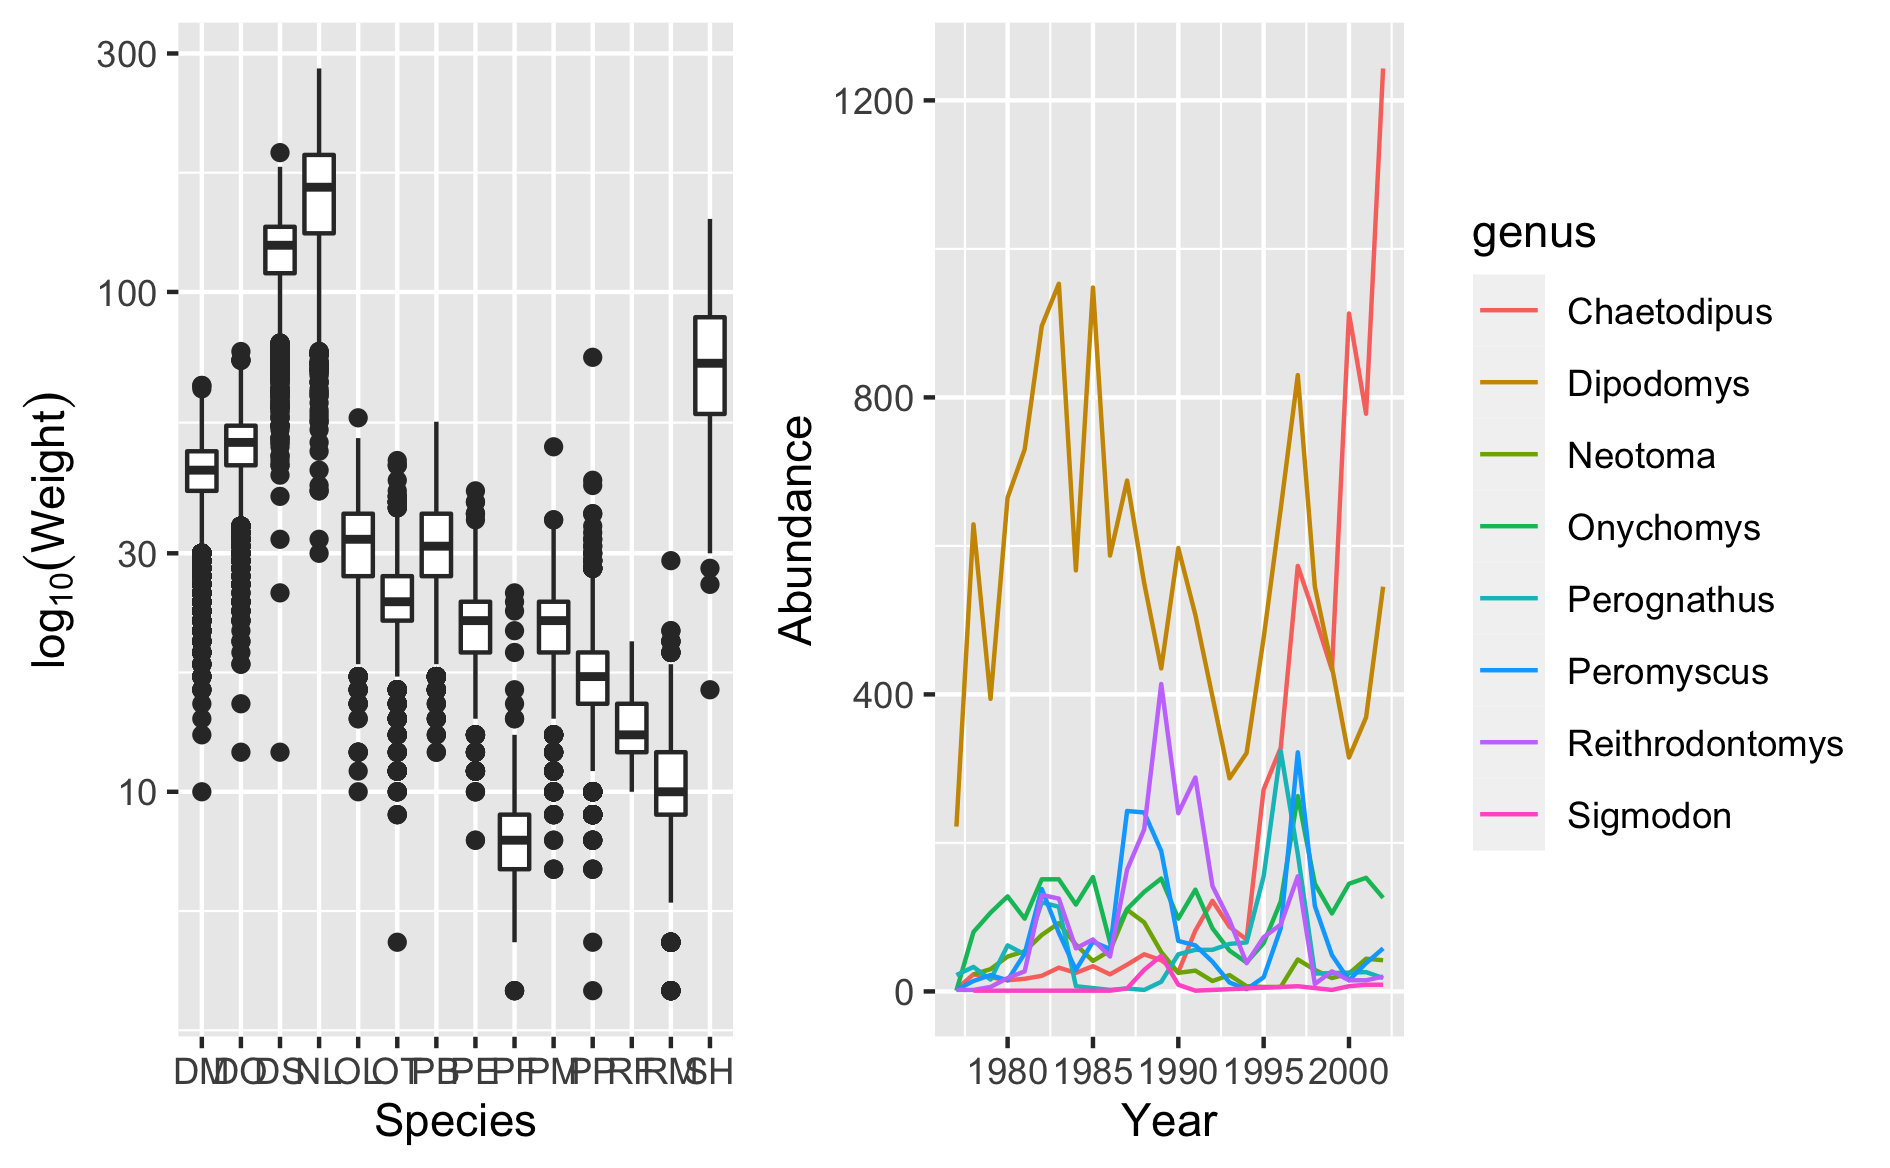 300
100
30
10
log10(Weight)
DM DO DS NL OL OT PB PE PF PM PP RF RM SH
Species
1200
800
400
0
Abundance
1980 1985 1990 1995 2000
Year
genus
Chaetodipus
Dipodomys
Neotoma
Onychomys
Perognathus
Peromyscus
Reithrodontomys
Sigmodon